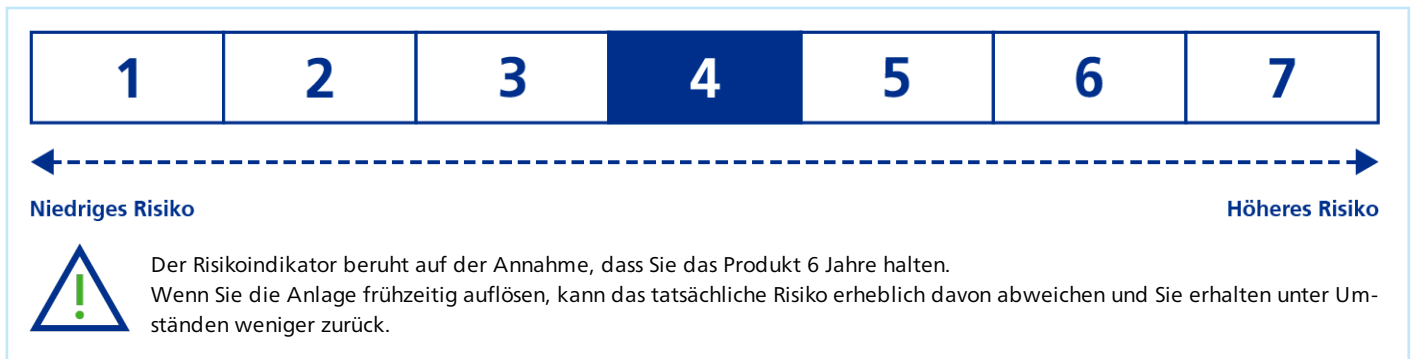 1 2 3 4 5 6 7
Niedriges Risiko Höheres Risiko
Der Risikoindikator beruht auf der Annahme, dass Sie das Produkt 6 Jahre halten.
Wenn Sie die Anlage frühzeitig auflösen, kann das tatsächliche Risiko erheblich davon abweichen und Sie erhalten unter Um-
ständen weniger zurück.